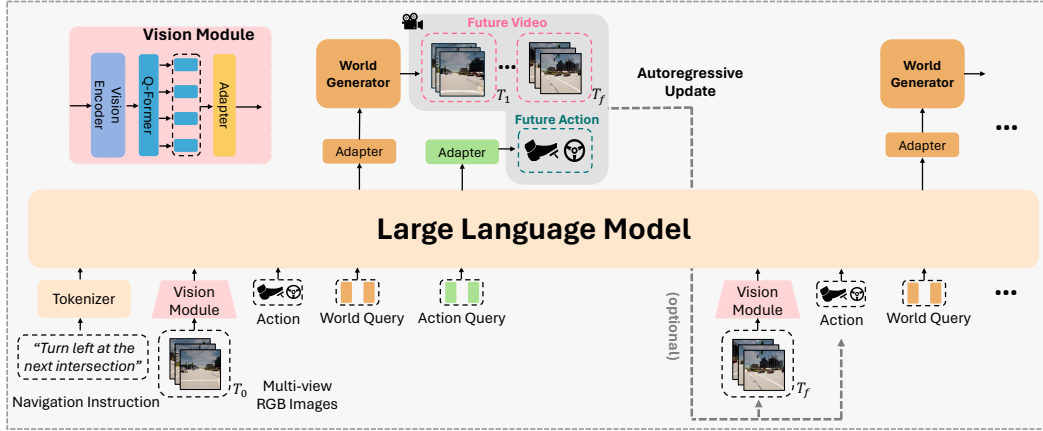 Vision Module
Vision
Encoder
Q-Former
Adapter
World
Generator
Future Video
T₁
...
T_f
Future Action
Adapter
Adapter
Autoregressive
Update
World
Generator
Adapter
...
Large Language Model
Tokenizer
"Turn left at the
next intersection"
Navigation Instruction
Vision
Module
T₀
Multi-view
RGB Images
Action
World Query
Action Query
(optional)
Vision
Module
T_f
Action
World Query
...